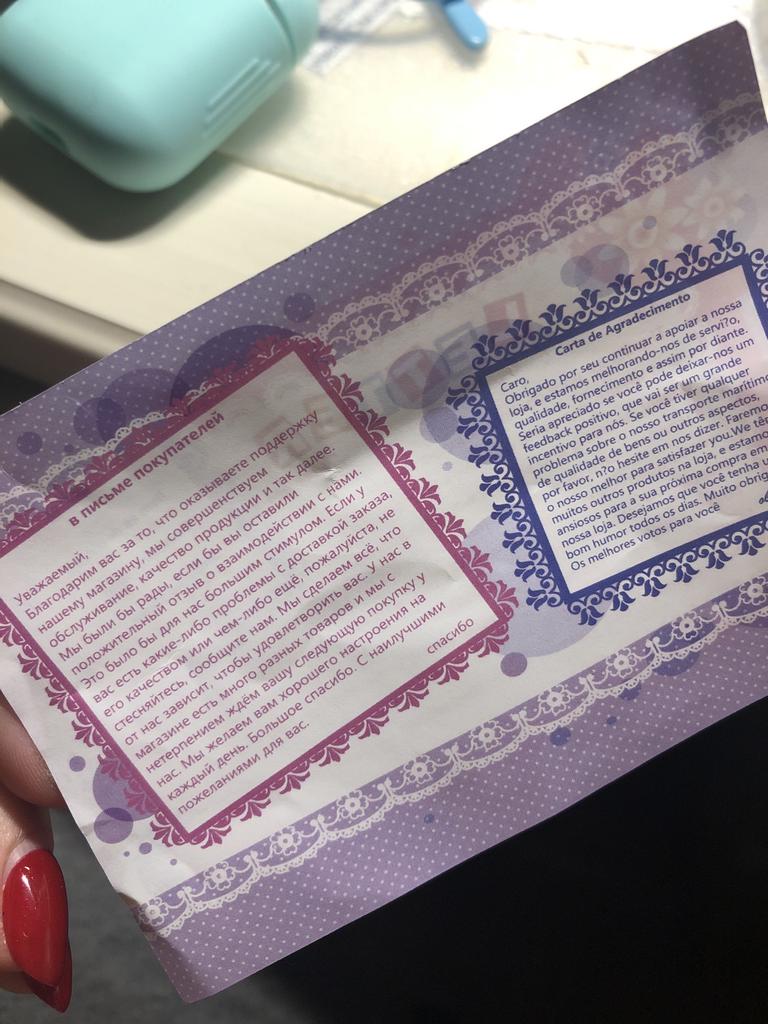 в письме покупателей
Уважаемый,
Благодарим вас за то, что оказываете поддержку
нашему магазину, мы совершенствуем
обслуживание, качество продукции и так далее.
Мы были бы рады, если бы вы оставили
положительный отзыв о взаимодействии с нами.
Это было бы для нас большим стимулом. Если у
вас есть какие-либо проблемы с доставкой заказа,
его качеством или чем-либо ещё, пожалуйста, не
стесняйтесь, сообщите нам. Мы сделаем всё, что
от нас зависит, чтобы удовлетворить вас. У нас в
магазине есть много разных товаров и мы с
нетерпением ждём вашу следующую покупку у
нас. Мы желаем вам хорошего настроения на
каждый день. Большое спасибо. С наилучшими
пожеланиями для вас.
спасибо
Carta de Agradecimento
Caro,
Obrigado por seu continuar a apoiar a nossa
loja, e estamos melhorando-nos de servi?o,
qualidade, fornecimento e assim por diante.
Seria apreciado se você pode deixar-nos um
feedback positivo, que vai ser um grande
incentivo para nós. Se você tiver qualquer
problema sobre o nosso transporte marítimo
de qualidade de bens ou outros aspectos,
por favor, n?o hesite em nos dizer. Faremo
o nosso melhor para satisfazer you.We tê
muitos outros produtos na loja, e estamo
ansiosos para a sua próxima compra em
nossa loja. Desejamos que você tenha u
bom humor todos os dias. Muito obrig
Os melhores votos para você